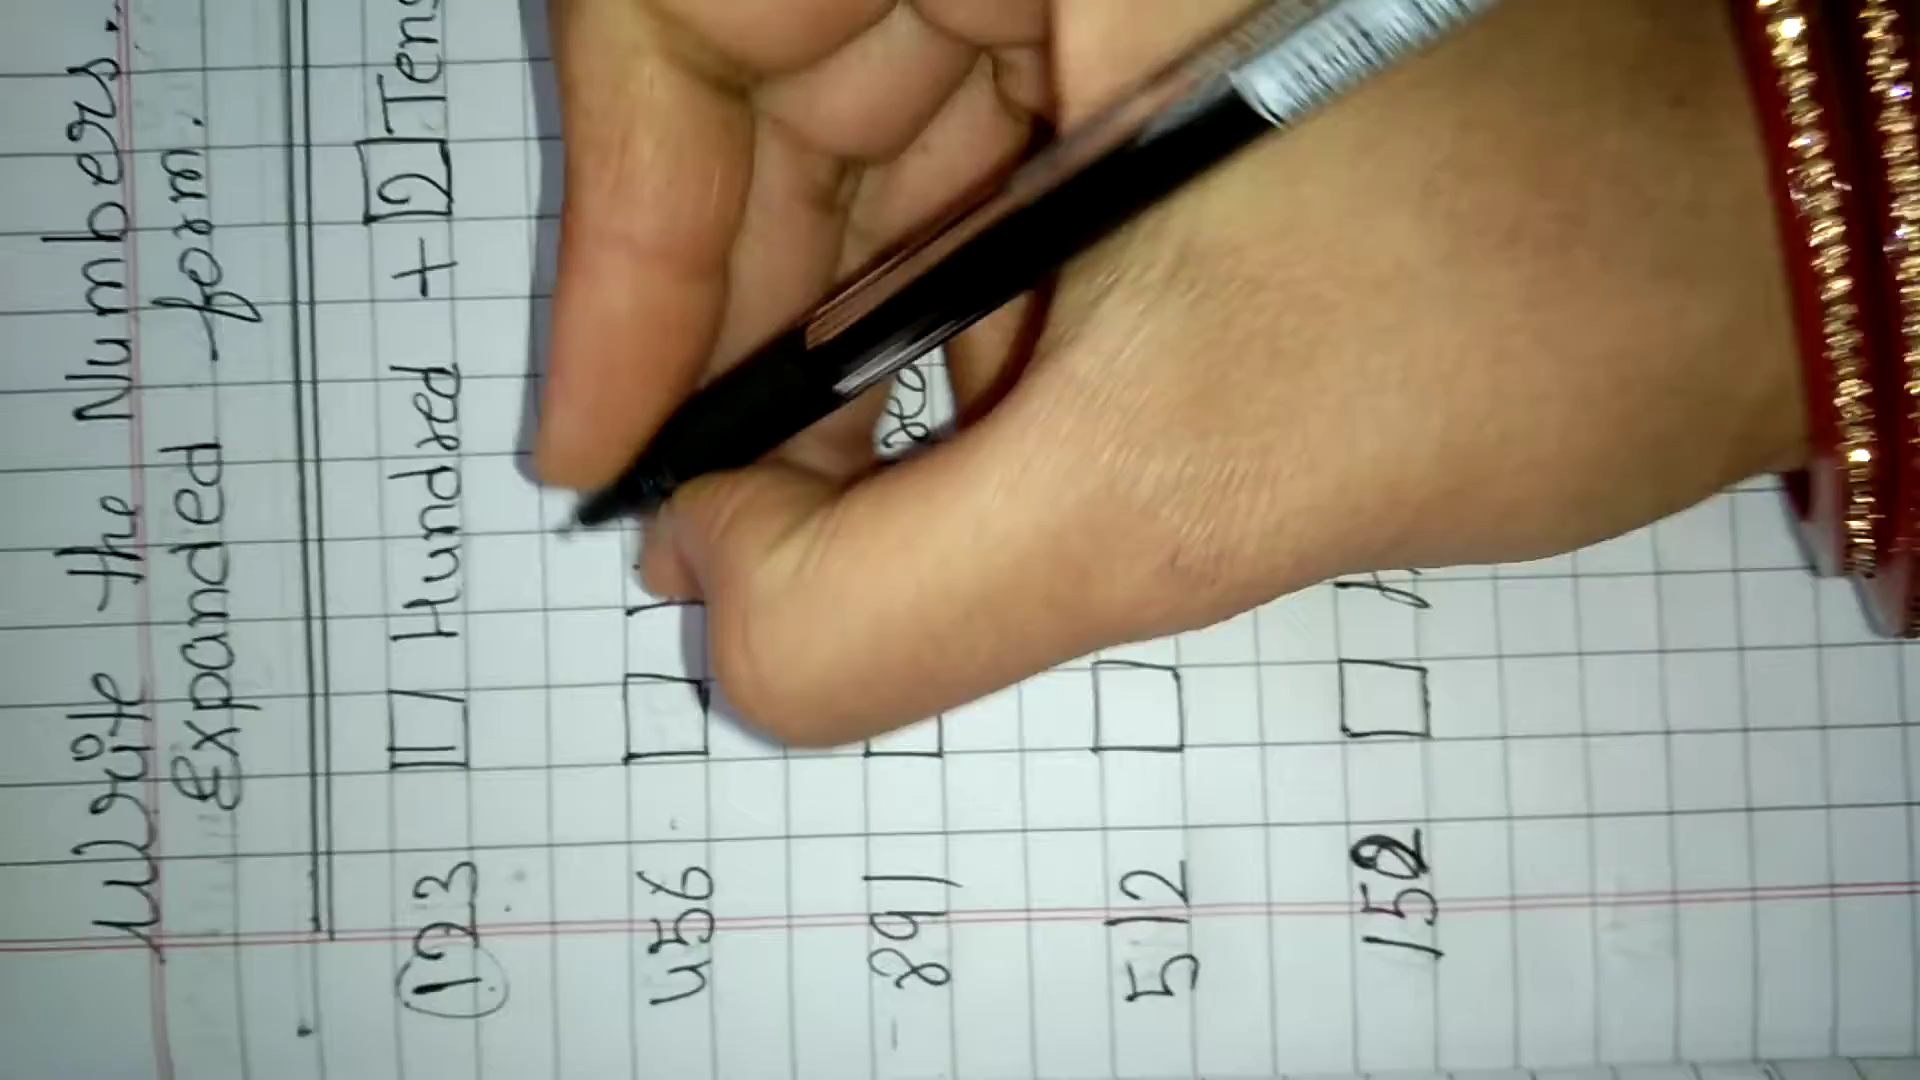 Write the Numbers..
Expanded form.
123 1 Hundred + 2 Tens
456
891
512
152